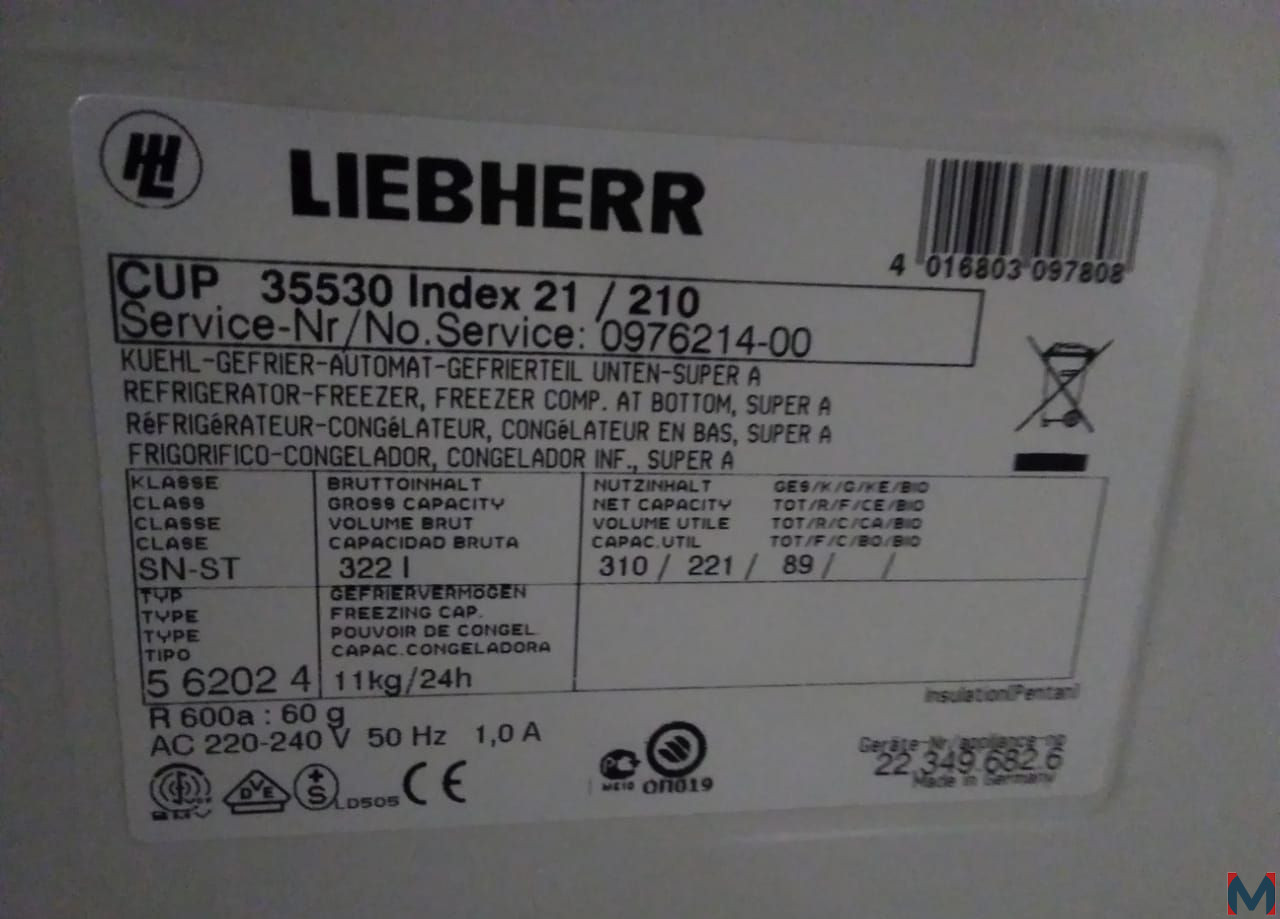 HL
LIEBHERR
4 016803 097808
CUP 35530 Index 21 / 210
Service-Nr/No.Service: 0976214-00
KUEHL-GEFRIER-AUTOMAT-GEFRIERTEIL UNTEN-SUPER A
REFRIGERATOR-FREEZER, FREEZER COMP. AT BOTTOM, SUPER A
RéFRIGéRATEUR-CONGéLATEUR, CONGéLATEUR EN BAS, SUPER A
FRIGORIFICO-CONGELADOR, CONGELADOR INF., SUPER A
KLASSE BRUTTOINHALT NUTZINHALT GES/K/G/KE/BIO
CLASS GROSS CAPACITY NET CAPACITY TOT/R/F/CE/BIO
CLASSE VOLUME BRUT VOLUME UTILE TOT/R/C/CA/BIO
CLASE CAPACIDAD BRUTA CAPAC.UTIL TOT/F/C/BO/BIO
SN-ST 322 l 310 / 221 / 89 / /
TYP GEFRIERVERMöGEN
TYPE FREEZING CAP.
TYPE POUVOIR DE CONGEL.
TIPO CAPAC.CONGELADORA
5 6202 4 11kg/24h
Insulation(Pentan)
R 600a : 60 g
AC 220-240 V 50 Hz 1,0 A
Geräte-Nr/appliance-no
22.349.682.6
Made in Germany
DVE +S LD505 CE ME10 ОП019
M